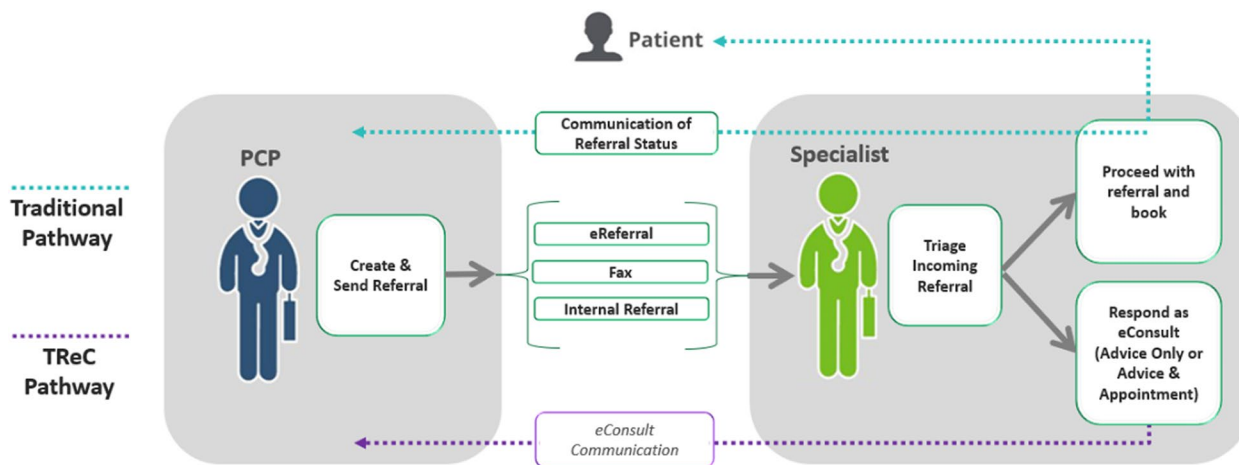 Patient
Communication of
Referral Status
PCP
Specialist
Traditional
Pathway
Create &
Send Referral
eReferral
Fax
Internal Referral
Triage
Incoming
Referral
Proceed with
referral and
book
TReC
Pathway
Respond as
eConsult
(Advice Only or
Advice &
Appointment)
eConsult
Communication